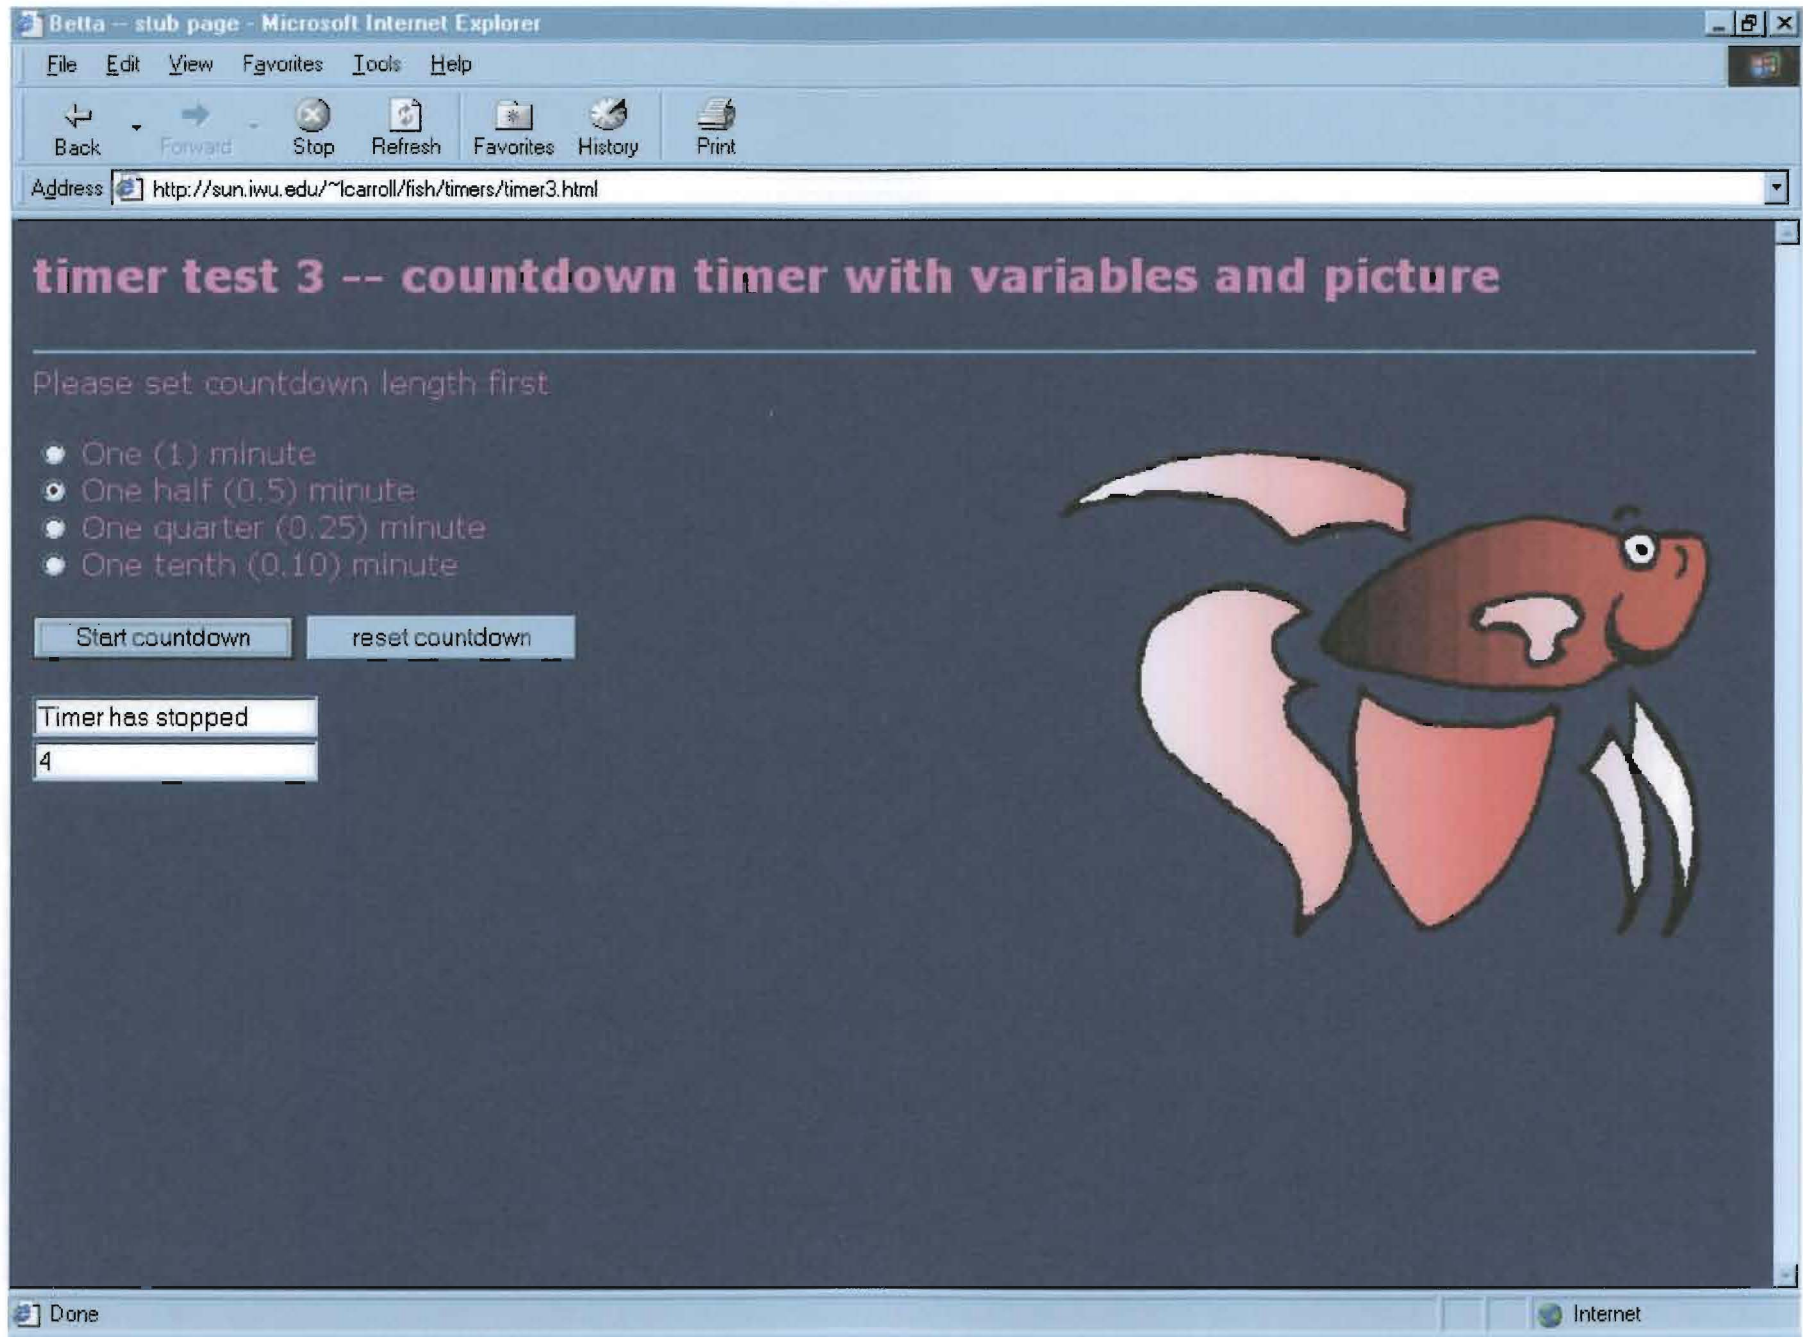 Betta -- stub page - Microsoft Internet Explorer
File Edit View Favorites Tools Help
Back Forward Stop Refresh Favorites History Print
Address http://sun.iwu.edu/~lcarroll/fish/timers/timer3.html
timer test 3 -- countdown timer with variables and picture
Please set countdown length first
One (1) minute
One half (0.5) minute
One quarter (0.25) minute
One tenth (0.10) minute
Start countdown reset countdown
Timer has stopped
4
Done Internet